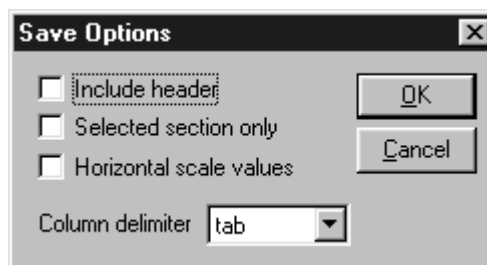 Save Options
Include header
Selected section only
Horizontal scale values
OK
Cancel
Column delimiter tab